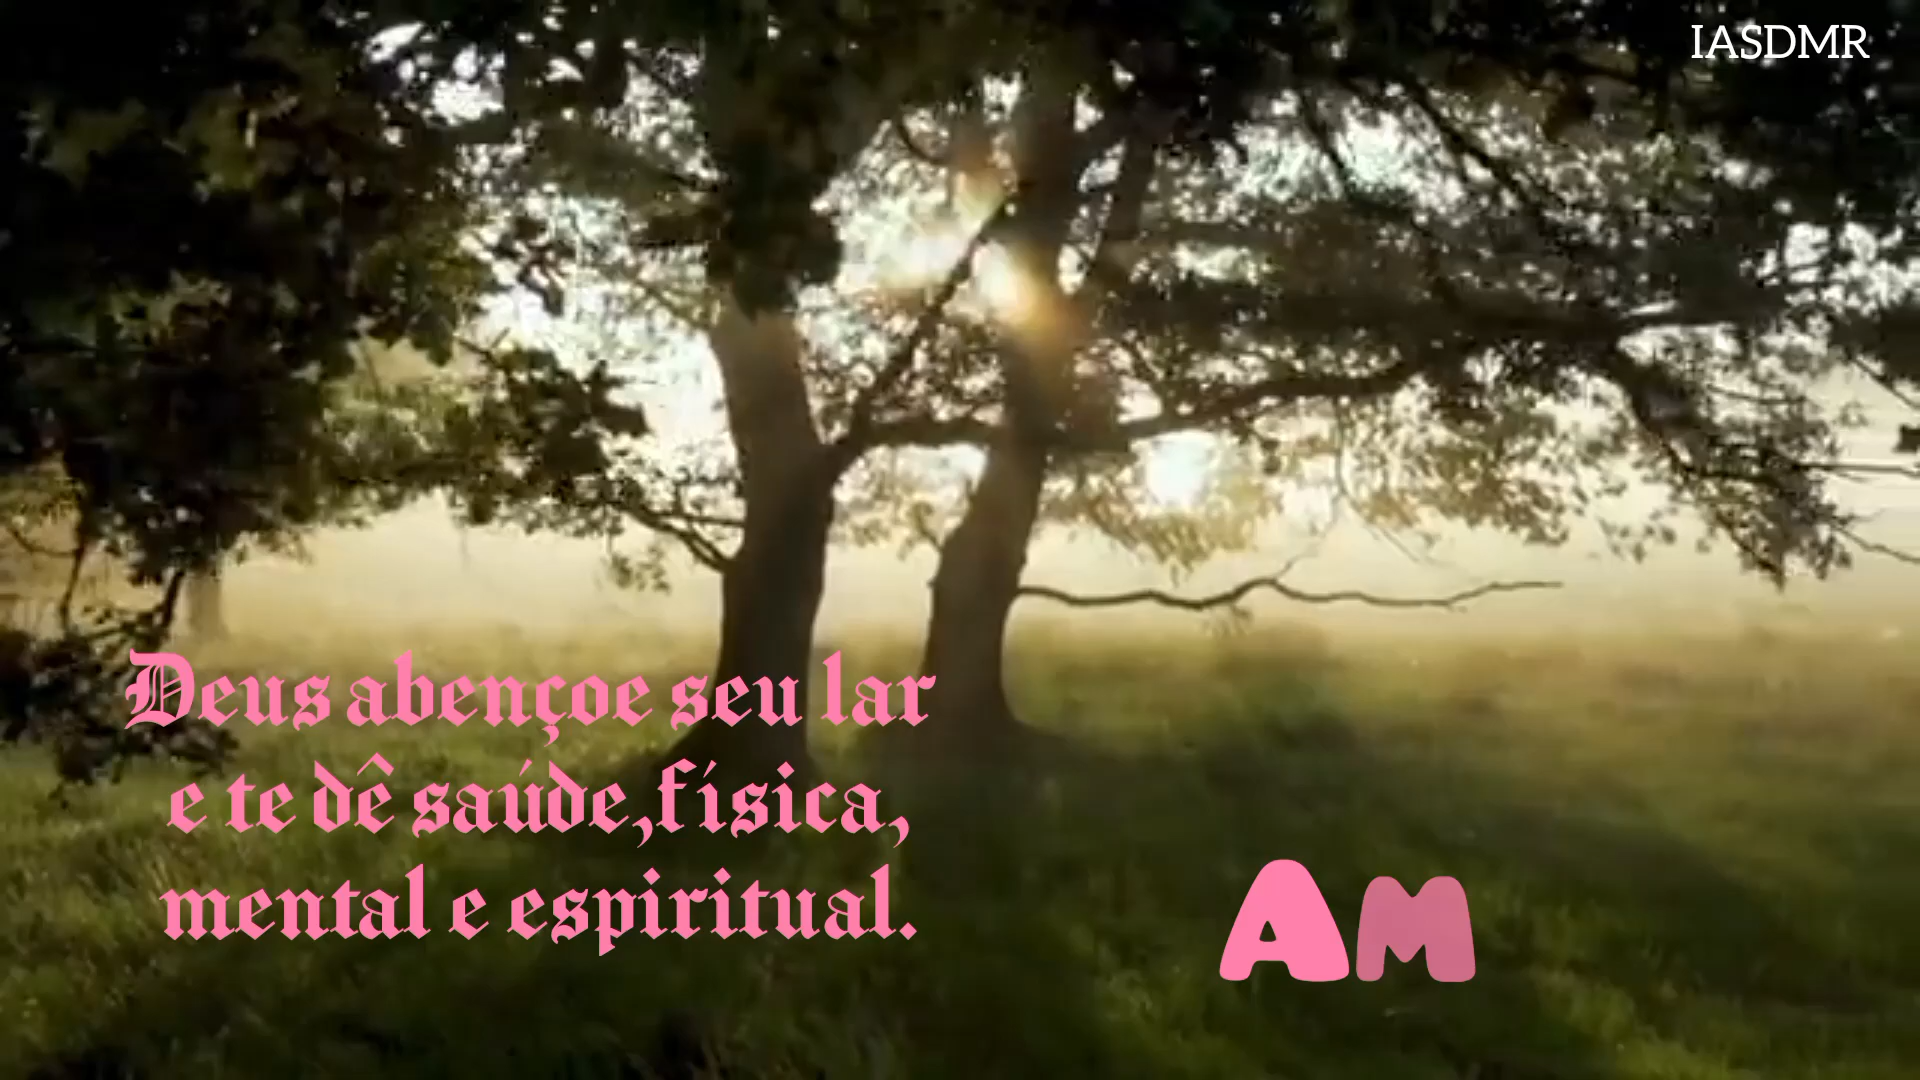 IASDMR
Deus abençoe seu lar
e te dê saúde,física,
mental e espiritual.
Am